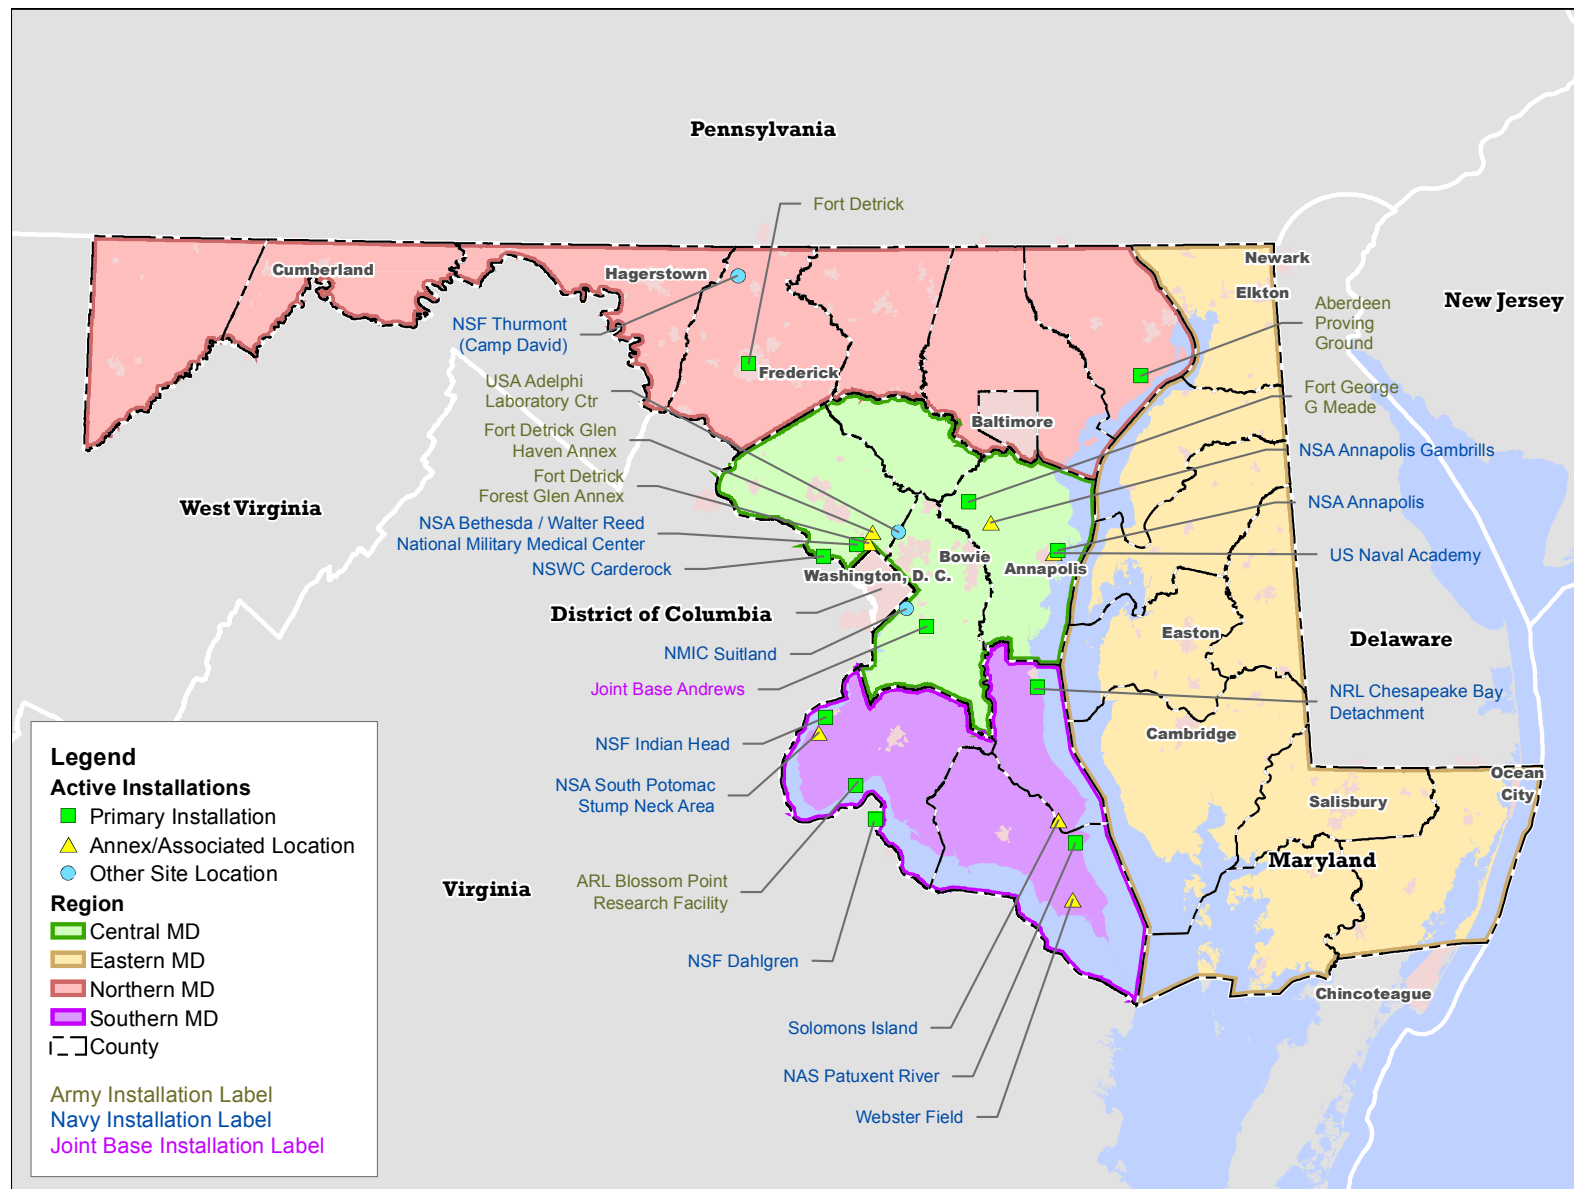 Pennsylvania
Fort Detrick
Newark
Cumberland
Hagerstown
Elkton
New Jersey
Aberdeen
Proving
Ground
NSF Thurmont
(Camp David)
Frederick
USA Adelphi
Laboratory Ctr
Fort George
G Meade
Baltimore
Fort Detrick Glen
Haven Annex
NSA Annapolis Gambrills
Fort Detrick
Forest Glen Annex
West Virginia
NSA Annapolis
NSA Bethesda / Walter Reed
National Military Medical Center
Bowie
US Naval Academy
NSWC Carderock
Washington, D. C.
Annapolis
District of Columbia
Easton
Delaware
NMIC Suitland
Joint Base Andrews
NRL Chesapeake Bay
Detachment
Cambridge
NSF Indian Head
Ocean
City
NSA South Potomac
Stump Neck Area
Salisbury
Maryland
Virginia
ARL Blossom Point
Research Facility
NSF Dahlgren
Chincoteague
Solomons Island
NAS Patuxent River
Webster Field
Legend
Active Installations
Primary Installation
Annex/Associated Location
Other Site Location
Region
Central MD
Eastern MD
Northern MD
Southern MD
County
Army Installation Label
Navy Installation Label
Joint Base Installation Label